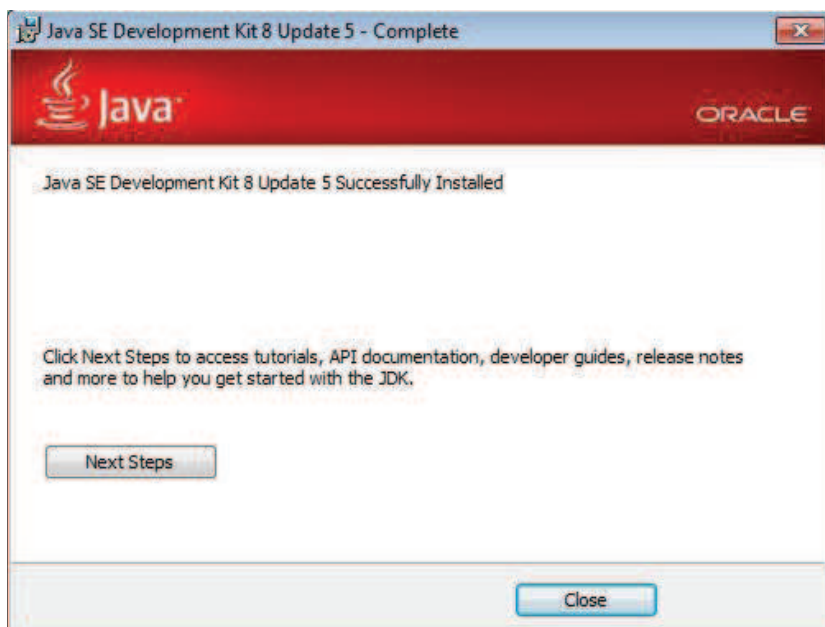 Java SE Development Kit 8 Update 5 - Complete
Java
ORACLE
Java SE Development Kit 8 Update 5 Successfully Installed
Click Next Steps to access tutorials, API documentation, developer guides, release notes
and more to help you get started with the JDK.
Next Steps
Close